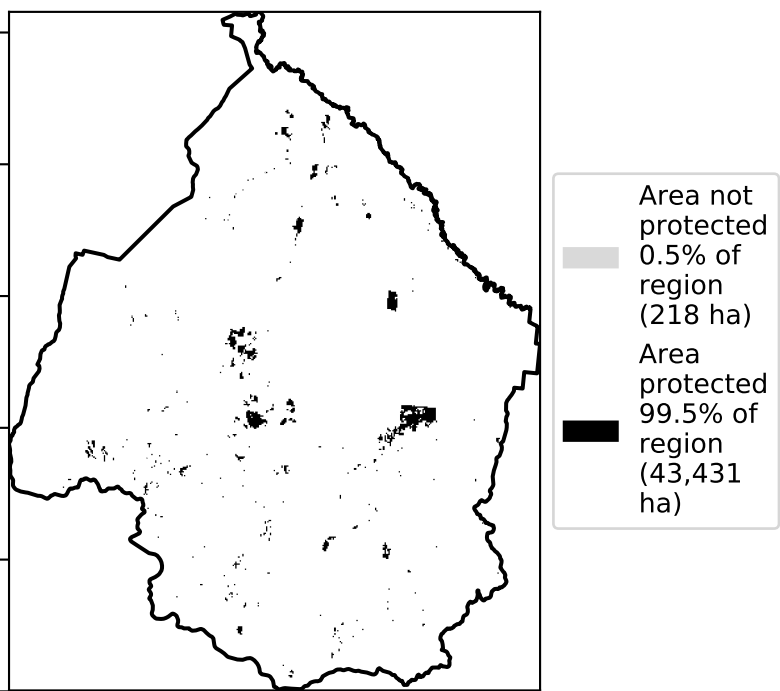 Area not
protected
0.5% of
region
(218 ha)
Area
protected
99.5% of
region
(43,431
ha)